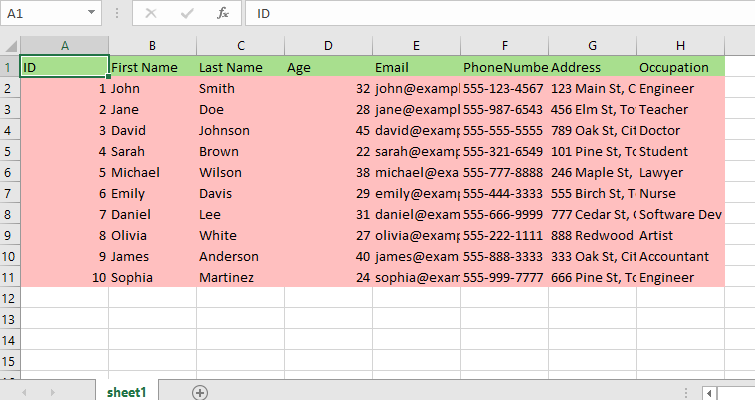 A1 fx ID
A B C D E F G H
1 ID First Name Last Name Age Email PhoneNumbe Address Occupation
2 1 John Smith 32 john@exampl 555-123-4567 123 Main St, C Engineer
3 2 Jane Doe 28 jane@exampl 555-987-6543 456 Elm St, To Teacher
4 3 David Johnson 45 david@examp 555-555-5555 789 Oak St, Cit Doctor
5 4 Sarah Brown 22 sarah@examp 555-321-6549 101 Pine St, To Student
6 5 Michael Wilson 38 michael@exa 555-777-8888 246 Maple St, Lawyer
7 6 Emily Davis 29 emily@examp 555-444-3333 555 Birch St, T Nurse
8 7 Daniel Lee 31 daniel@exam 555-666-9999 777 Cedar St, Software Dev
9 8 Olivia White 27 olivia@examp 555-222-1111 888 Redwood Artist
10 9 James Anderson 40 james@exam 555-888-3333 333 Oak St, Cit Accountant
11 10 Sophia Martinez 24 sophia@exam 555-999-7777 666 Pine St, To Engineer
12
13
14
15
sheet1